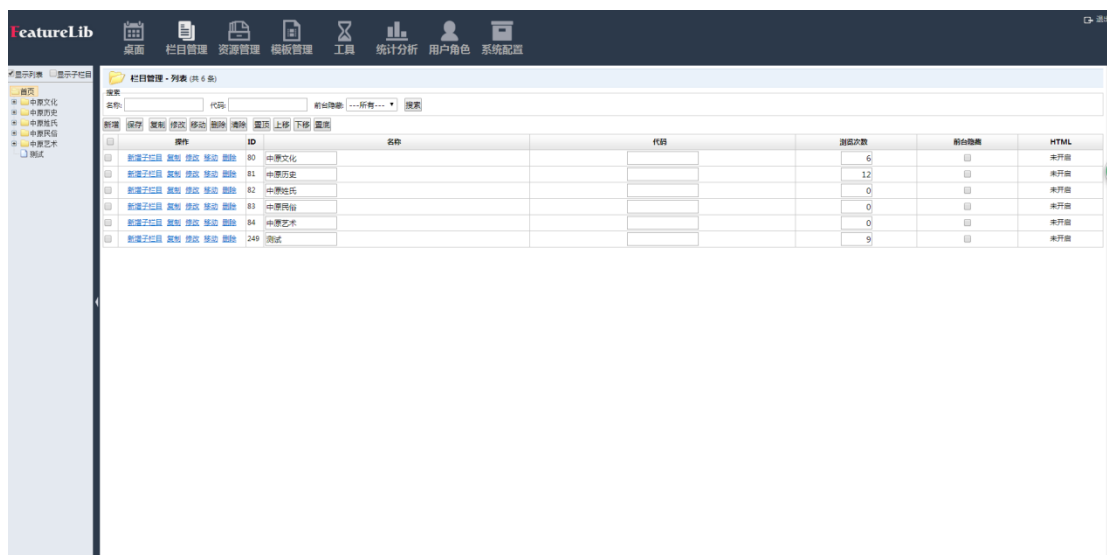 FeatureLib
桌面 栏目管理 资源管理 模板管理 工具 统计分析 用户角色 系统配置
显示列表 显示子栏目
首页
中原文化
中原历史
中原姓氏
中原民俗
中原艺术
测试
栏目管理 - 列表 (共 6 条)
搜索
名称: 代码: 前台隐藏: ---所有--- 搜索
新增 保存 复制 修改 移动 删除 清除 置顶 上移 下移 置底
操作 ID 名称 代码 浏览次数 前台隐藏 HTML
新增子栏目 复制 修改 移动 删除 80 中原文化 6 未开启
新增子栏目 复制 修改 移动 删除 81 中原历史 12 未开启
新增子栏目 复制 修改 移动 删除 82 中原姓氏 0 未开启
新增子栏目 复制 修改 移动 删除 83 中原民俗 0 未开启
新增子栏目 复制 修改 移动 删除 84 中原艺术 0 未开启
新增子栏目 复制 修改 移动 删除 249 测试 9 未开启